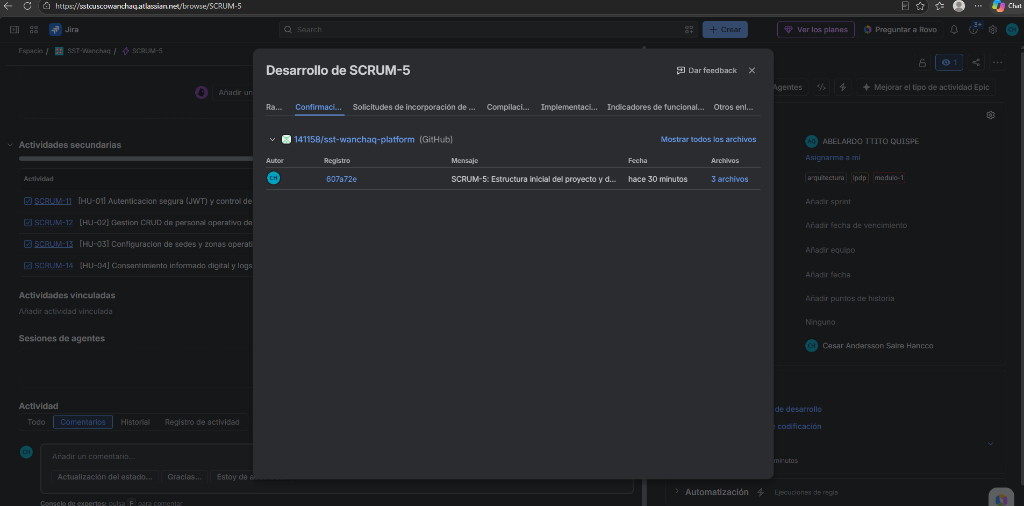 https://sstcuscowanchaq.atlassian.net/browse/SCRUM-5
Chat
Jira
Search
+ Crear
Ver los planes
Preguntar a Rovo
3+
CH
Espacio / SST-Wanchaq / SCRUM-5
1
Añadir un
Agentes
Mejorar el tipo de actividad Epic
Desarrollo de SCRUM-5
Dar feedback
Ra...
Confirmaci...
Solicitudes de incorporación de ...
Compilaci...
Implementaci...
Indicadores de funcional...
Otros enl...
141158/sst-wanchaq-platform (GitHub)
Mostrar todos los archivos
Autor Registro Mensaje Fecha Archivos
CH 607a72e SCRUM-5: Estructura inicial del proyecto y d... hace 30 minutos 3 archivos
Actividades secundarias
Actividad
SCRUM-11 [HU-01] Autenticacion segura (JWT) y control de
SCRUM-12 [HU-02] Gestion CRUD de personal operativo de
SCRUM-13 [HU-03] Configuracion de sedes y zonas operati
SCRUM-14 [HU-04] Consentimiento informado digital y logs
Actividades vinculadas
Añadir actividad vinculada
Sesiones de agentes
Actividad
Todo Comentarios Historial Registro de actividad
CH
Añadir un comentario...
Actualización del estado... Gracias... Estoy de a
Consejo de expertos: pulsa F para comentar
ABELARDO TTITO QUISPE
Asignarme a mí
arquitectura lpdp modulo-1
Añadir sprint
Añadir fecha de vencimiento
Añadir equipo
Añadir fecha
Añadir puntos de historia
Ninguno
CH Cesar Andersson Saire Hancco
de desarrollo
codificación
minutos
Automatización Ejecuciones de regla